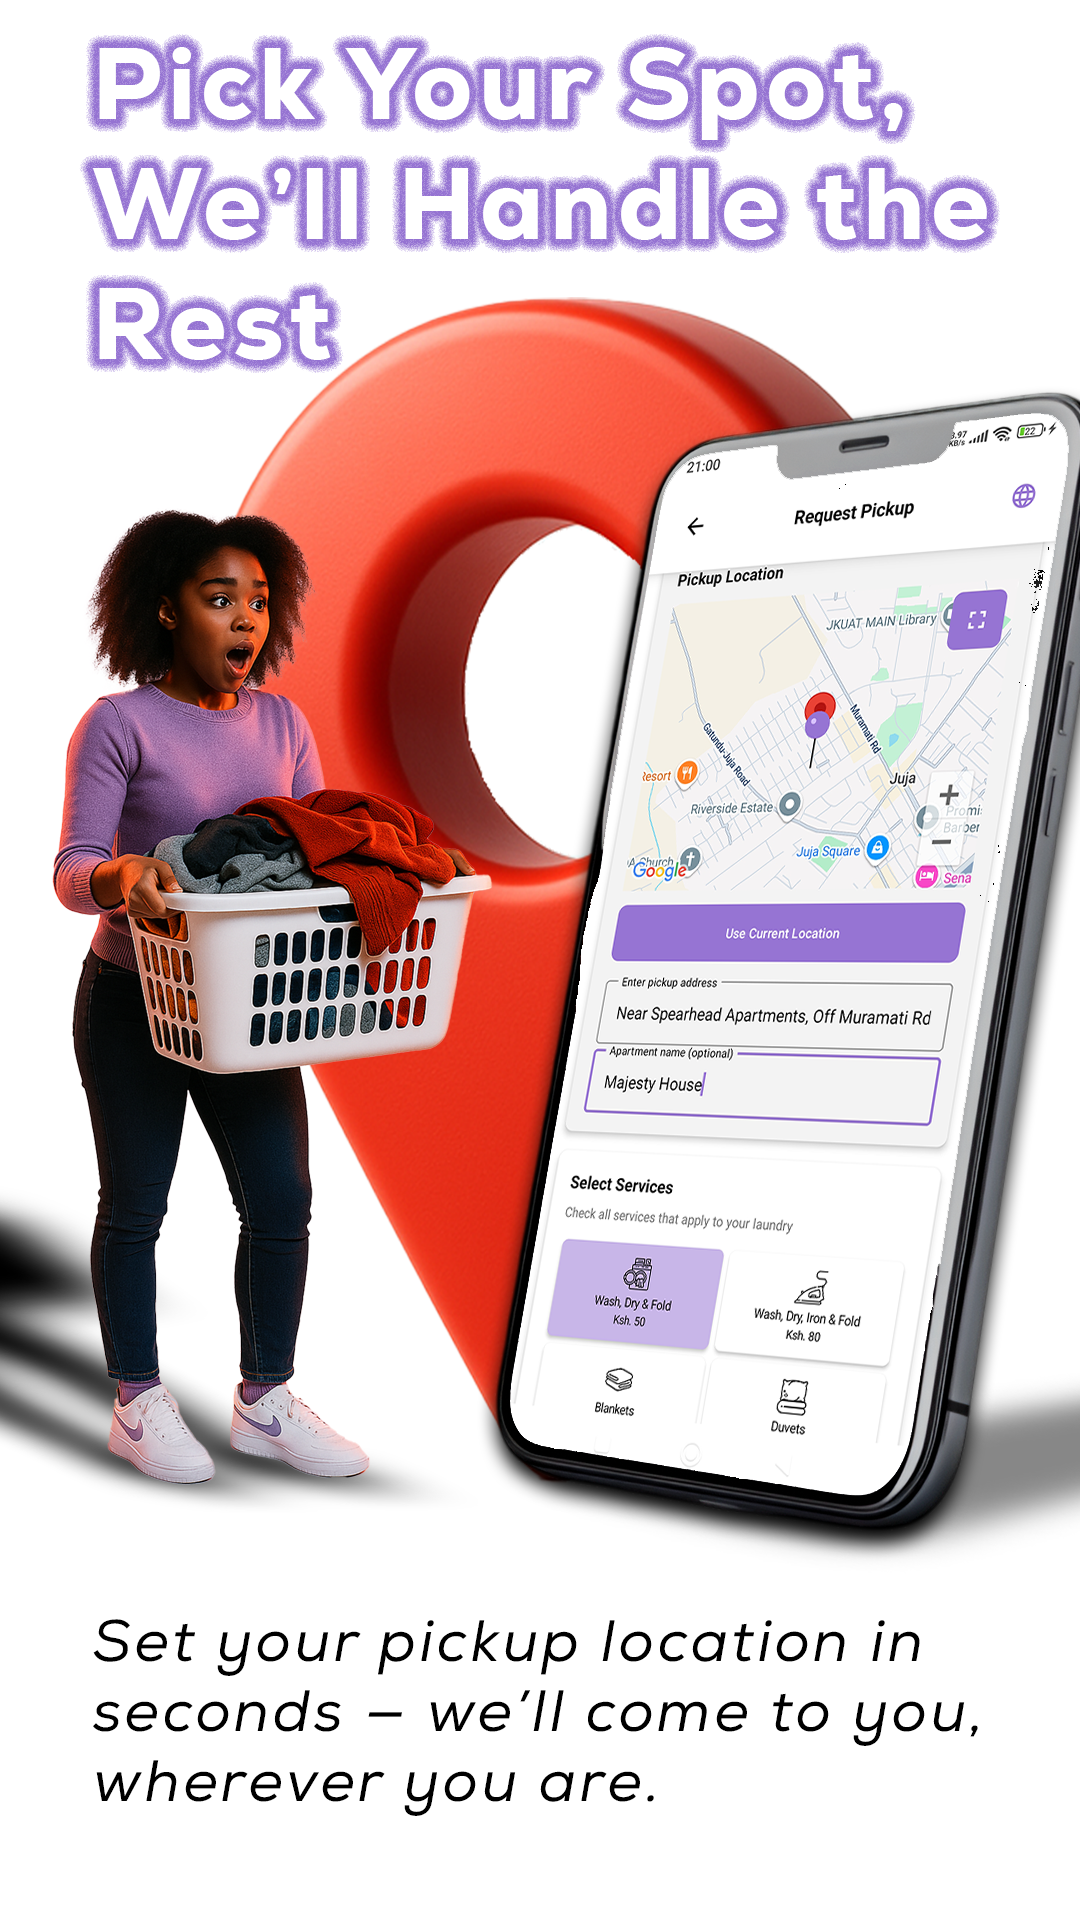 Pick Your Spot,
We'll Handle the
Rest
21:00
3.97
KB/s
22
Request Pickup
Pickup Location
JKUAT MAIN Library
Gatundu-Juja Road
Muramati Rd
Resort
Juja
Riverside Estate
Promi
Barber
Juja Square
A Church
Google
Sena
Use Current Location
Enter pickup address
Near Spearhead Apartments, Off Muramati Rd
Apartment name (optional)
Majesty House
Select Services
Check all services that apply to your laundry
Wash, Dry & Fold
Ksh. 50
Wash, Dry, Iron & Fold
Ksh. 80
Blankets
Duvets
Set your pickup location in
seconds – we'll come to you,
wherever you are.